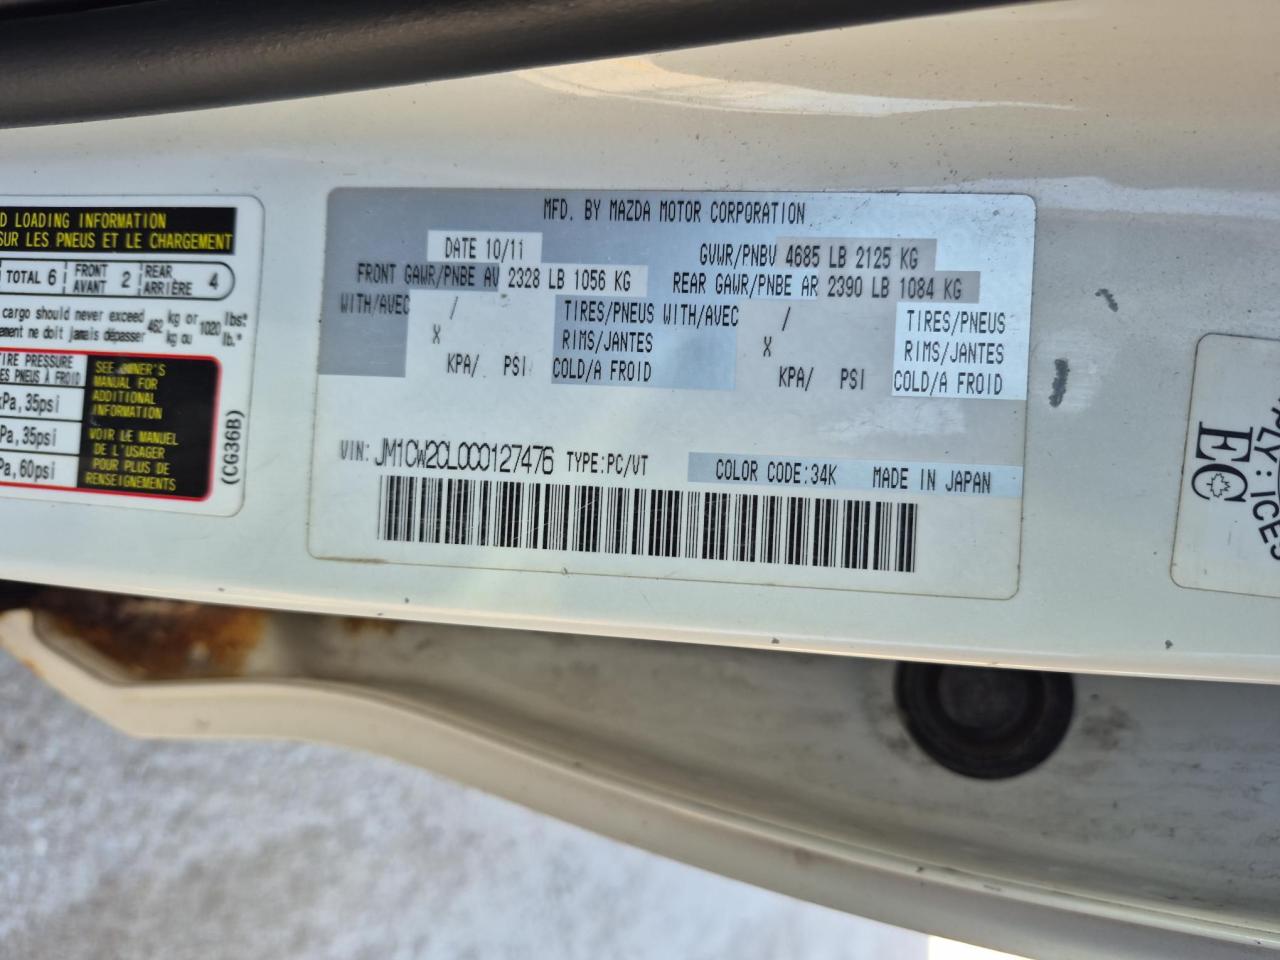 D LOADING INFORMATION
SUR LES PNEUS ET LE CHARGEMENT
TOTAL 6 FRONT AVANT 2 REAR ARRIÈRE 4
cargo should never exceed 462 kg or 1020 lbs.
ement ne doit jamais dépasser kg ou lb.
IRE PRESSURE
ES PNEUS À FROID
kPa, 35psi
Pa, 35psi
Pa, 60psi
SEE OWNER'S
MANUAL FOR
ADDITIONAL
INFORMATION
VOIR LE MANUEL
DE L'USAGER
POUR PLUS DE
RENSEIGNEMENTS
(CG36B)
MFD. BY MAZDA MOTOR CORPORATION
DATE 10/11 GVWR/PNBV 4685 LB 2125 KG
FRONT GAWR/PNBE AV 2328 LB 1056 KG REAR GAWR/PNBE AR 2390 LB 1084 KG
WITH/AVEC / TIRES/PNEUS WITH/AVEC / TIRES/PNEUS
X RIMS/JANTES X RIMS/JANTES
KPA/ PSI COLD/A FROID KPA/ PSI COLD/A FROID
VIN: JM1CW2CL0C0127476 TYPE:PC/VT COLOR CODE:34K MADE IN JAPAN
PLY: ICES
EC